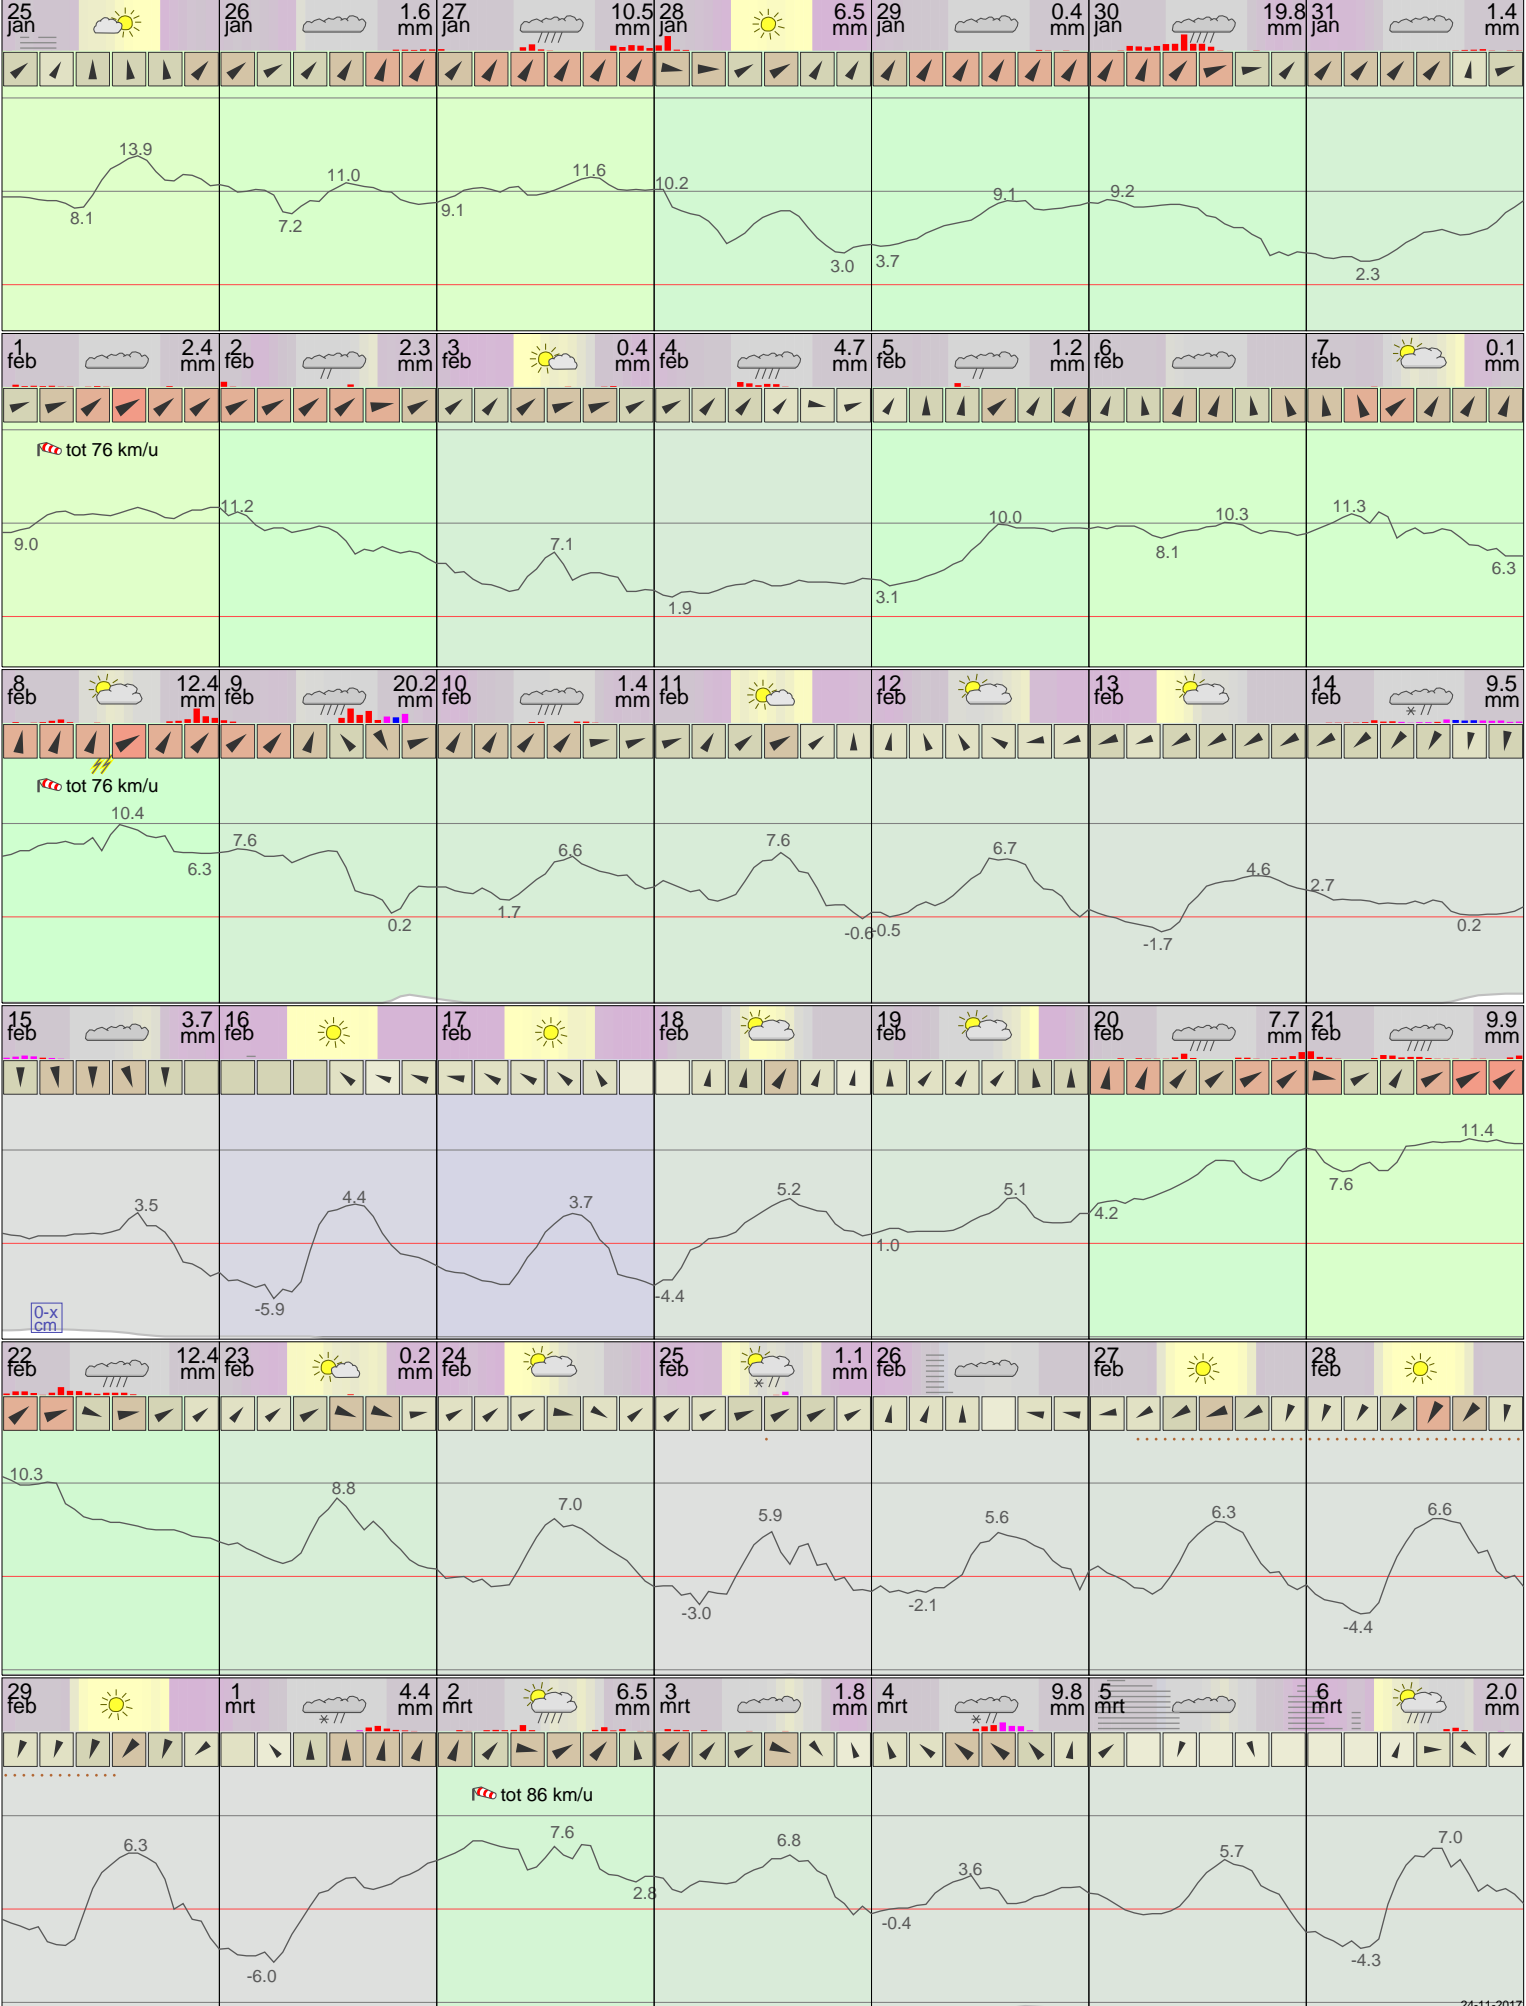 25 jan
26 jan 1.6 mm
27 jan 10.5 mm
28 jan 6.5 mm
29 jan 0.4 mm
30 jan 19.8 mm
31 jan 1.4 mm
13.9
8.1
7.2
11.0
9.1
11.6
10.2
3.0
3.7
9.1
9.2
2.3
1 feb 2.4 mm
2 feb 2.3 mm
3 feb 0.4 mm
4 feb 4.7 mm
5 feb 1.2 mm
6 feb
7 feb 0.1 mm
tot 76 km/u
9.0
11.2
7.1
1.9
3.1
10.0
8.1
10.3
11.3
6.3
8 feb 12.4 mm
9 feb 20.2 mm
10 feb 1.4 mm
11 feb
12 feb
13 feb
14 feb 9.5 mm
tot 76 km/u
10.4
6.3
7.6
0.2
1.7
6.6
7.6
-0.6
-0.5
6.7
-1.7
4.6
2.7
0.2
15 feb 3.7 mm
16 feb
17 feb
18 feb
19 feb
20 feb 7.7 mm
21 feb 9.9 mm
3.5
0-x cm
-5.9
4.4
3.7
-4.4
5.2
1.0
5.1
4.2
7.6
11.4
22 feb 12.4 mm
23 feb 0.2 mm
24 feb
25 feb 1.1 mm
26 feb
27 feb
28 feb
10.3
8.8
7.0
-3.0
5.9
-2.1
5.6
6.3
-4.4
6.6
29 feb
1 mrt 4.4 mm
2 mrt 6.5 mm
3 mrt 1.8 mm
4 mrt 9.8 mm
5 mrt
6 mrt 2.0 mm
tot 86 km/u
6.3
-6.0
7.6
2.8
6.8
-0.4
3.6
5.7
-4.3
7.0
24-11-2017